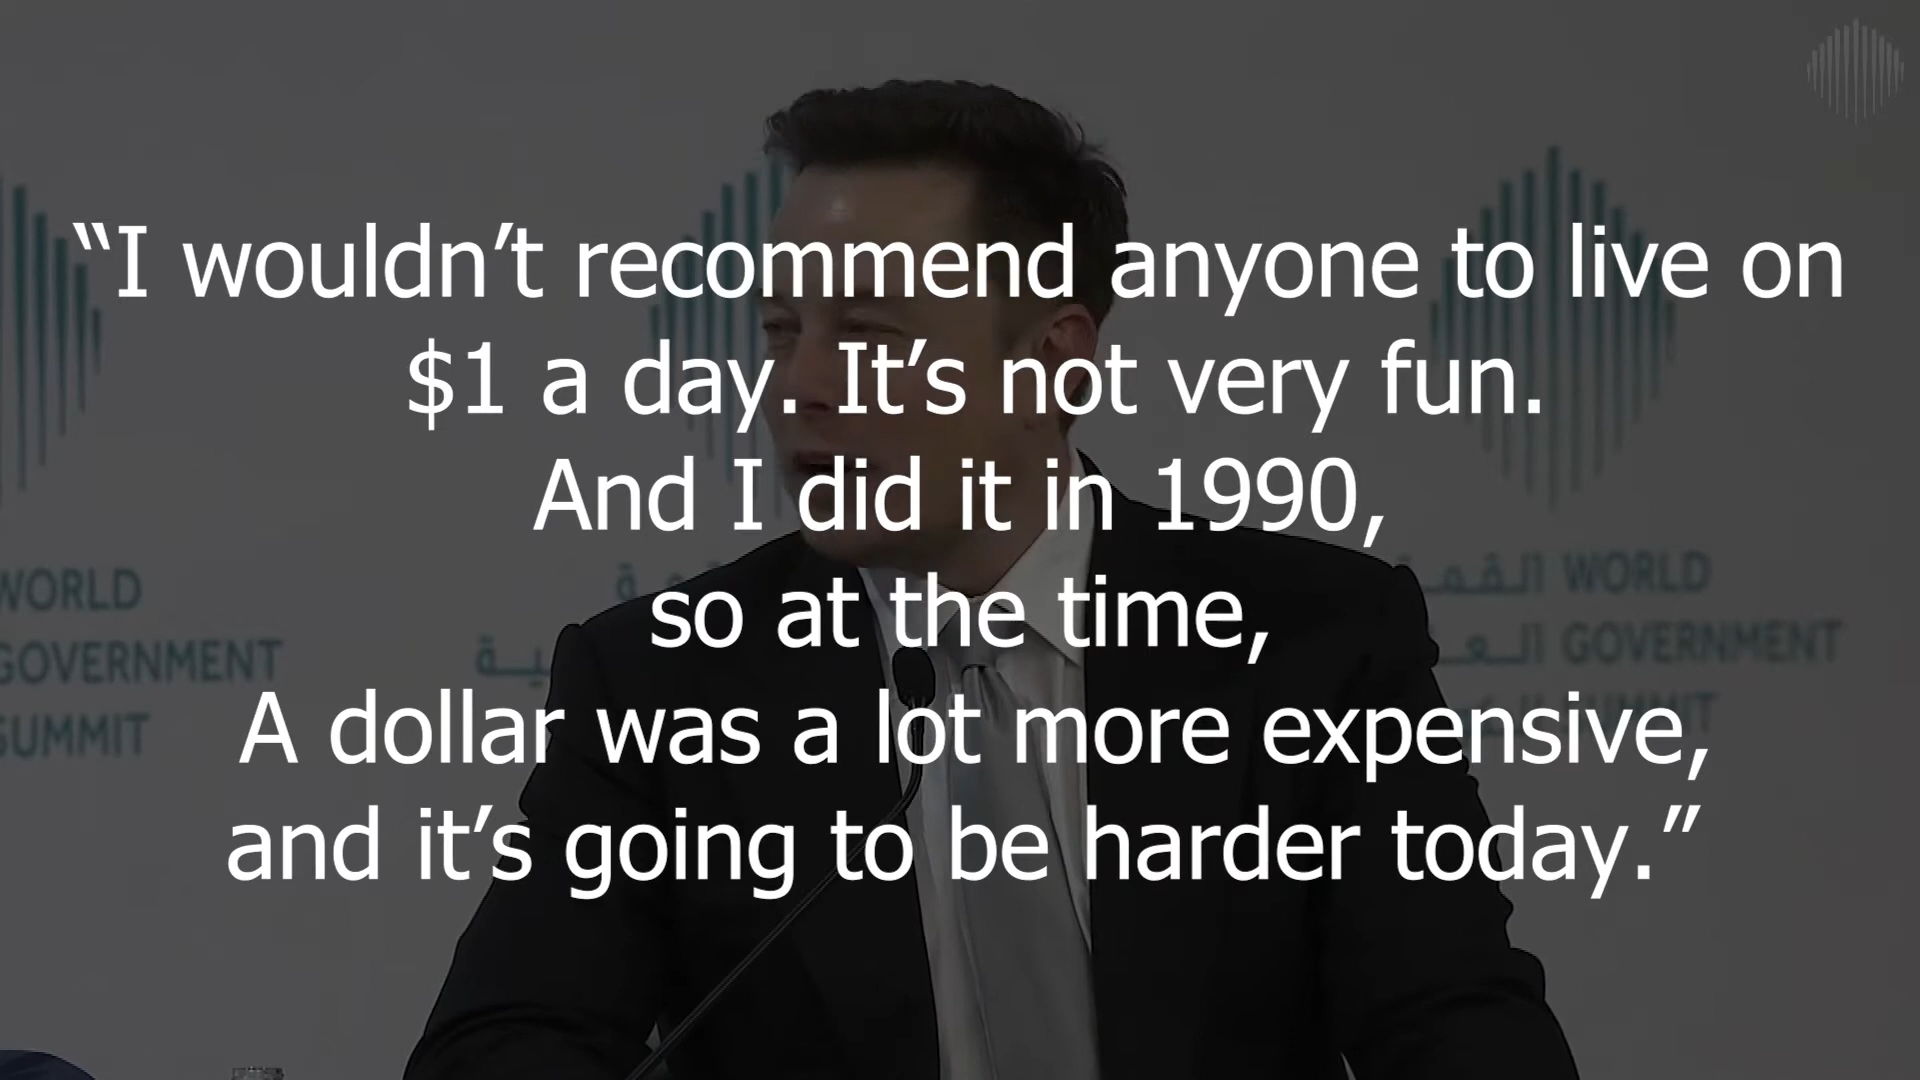 “I wouldn’t recommend anyone to live on
$1 a day. It’s not very fun.
And I did it in 1990,
so at the time,
A dollar was a lot more expensive,
and it’s going to be harder today.”
WORLD
GOVERNMENT
SUMMIT
WORLD
GOVERNMENT